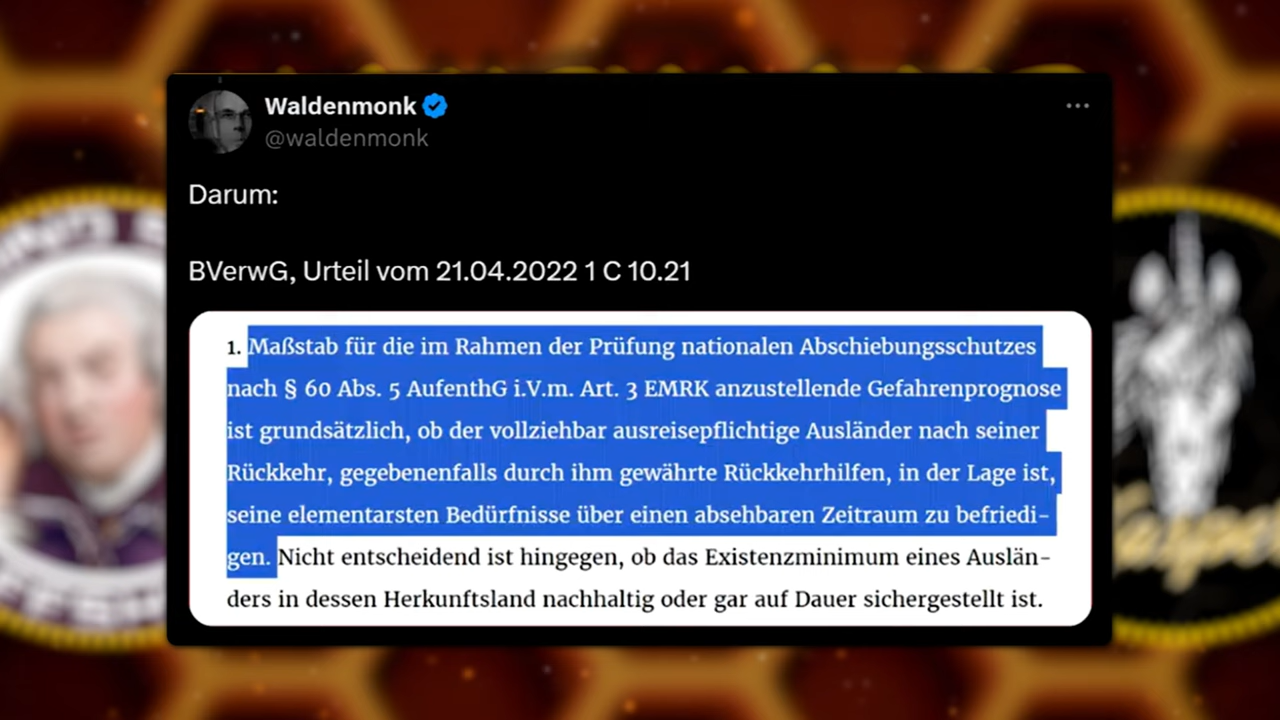 Waldenmonk
@waldenmonk
Darum:
BVerwG, Urteil vom 21.04.2022 1 C 10.21
1. Maßstab für die im Rahmen der Prüfung nationalen Abschiebungsschutzes
nach § 60 Abs. 5 AufenthG i.V.m. Art. 3 EMRK anzustellende Gefahrenprognose
ist grundsätzlich, ob der vollziehbar ausreisepflichtige Ausländer nach seiner
Rückkehr, gegebenenfalls durch ihm gewährte Rückkehrhilfen, in der Lage ist,
seine elementarsten Bedürfnisse über einen absehbaren Zeitraum zu befriedi-
gen. Nicht entscheidend ist hingegen, ob das Existenzminimum eines Auslän-
ders in dessen Herkunftsland nachhaltig oder gar auf Dauer sichergestellt ist.